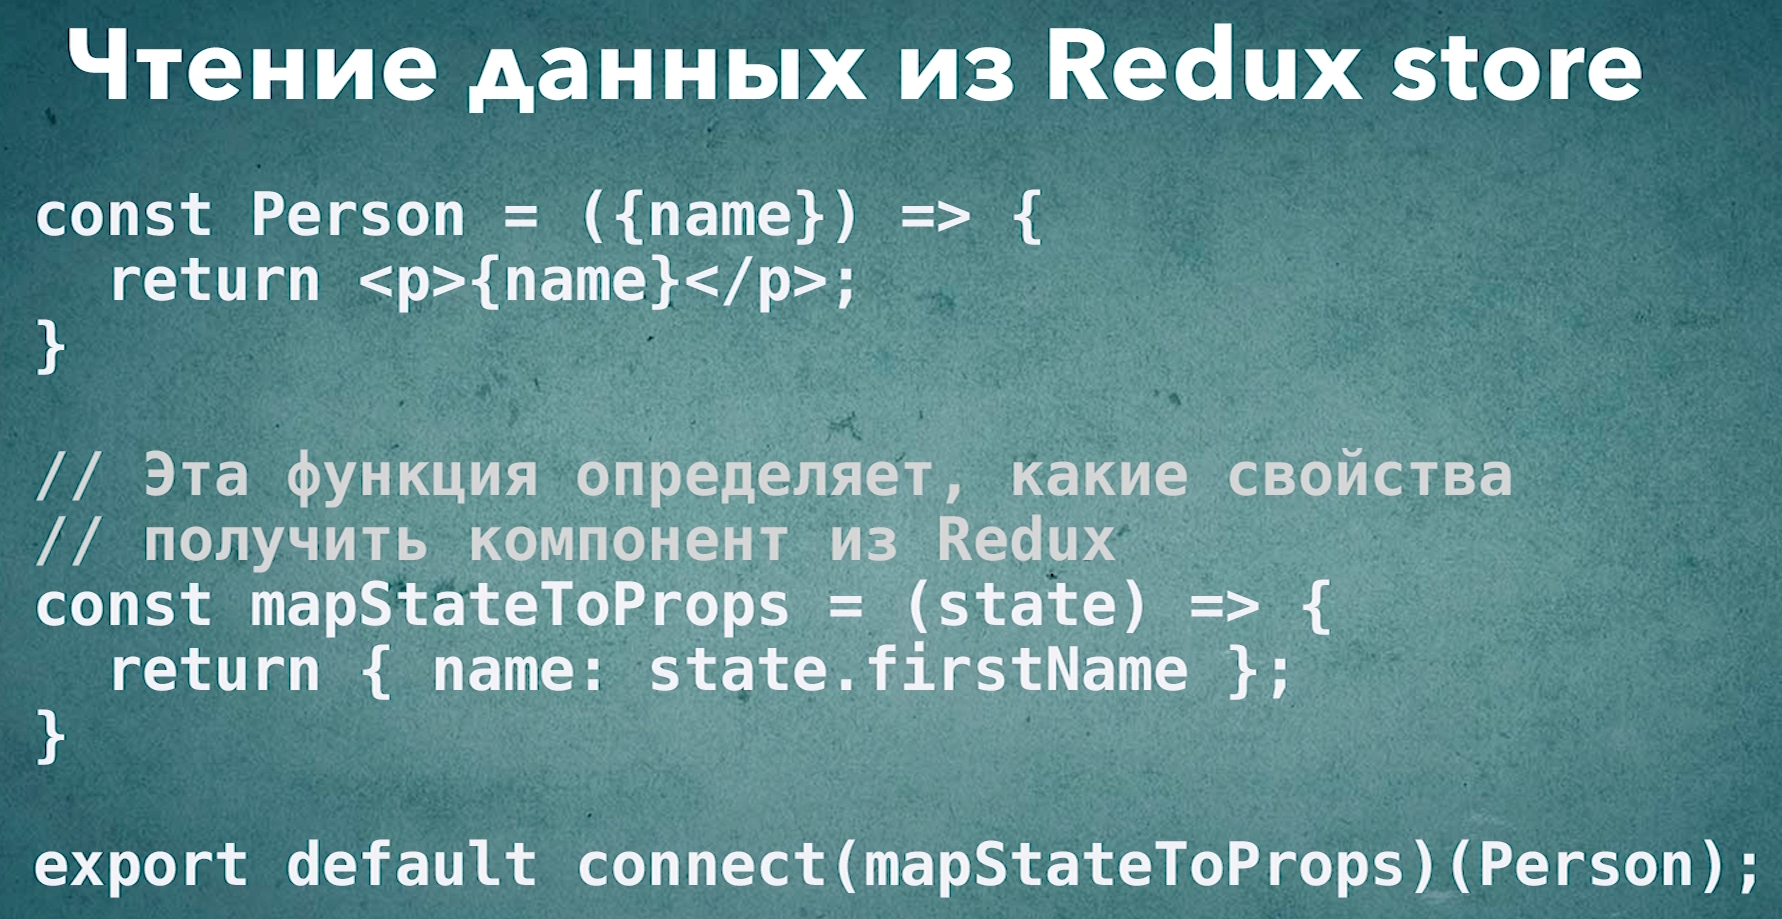 Чтение данных из Redux store
const Person = ({name}) => {
  return <p>{name}</p>;
}
// Эта функция определяет, какие свойства
// получить компонент из Redux
const mapStateToProps = (state) => {
  return { name: state.firstName };
}
export default connect(mapStateToProps)(Person);